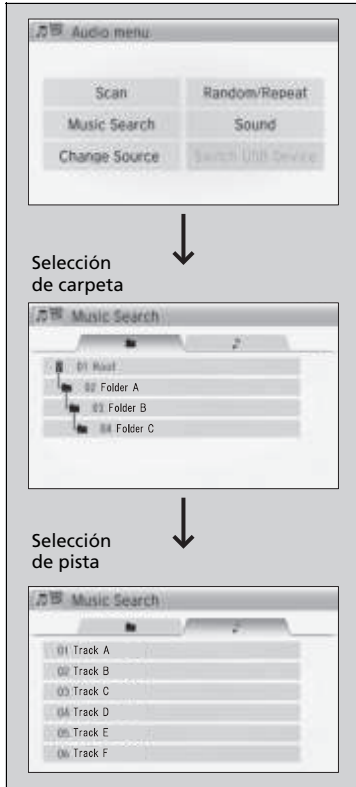 Audio menu
Scan Random/Repeat
Music Search Sound
Change Source Switch USB Device
Selección
de carpeta
Music Search
01 Root
02 Folder A
03 Folder B
04 Folder C
Selección
de pista
Music Search
01 Track A
02 Track B
03 Track C
04 Track D
05 Track E
06 Track F